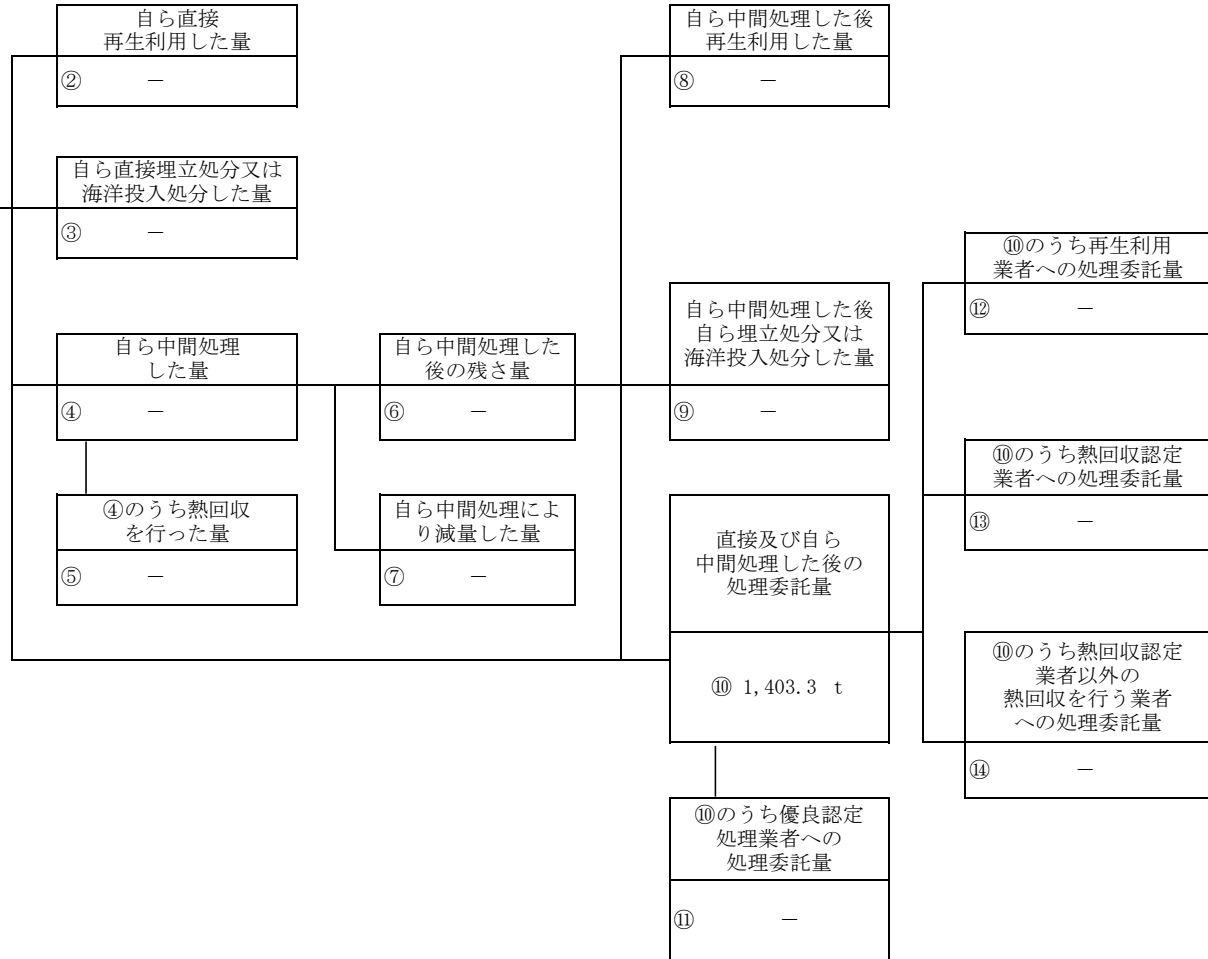 自ら直接
再生利用した量
② －
自ら中間処理した後
再生利用した量
⑧ －
自ら直接埋立処分又は
海洋投入処分した量
③ －
⑩のうち再生利用
業者への処理委託量
⑫ －
自ら中間処理した後
自ら埋立処分又は
海洋投入処分した量
⑨ －
自ら中間処理
した量
④ －
自ら中間処理した
後の残さ量
⑥ －
⑩のうち熱回収認定
業者への処理委託量
⑬ －
④のうち熱回収
を行った量
⑤ －
自ら中間処理によ
り減量した量
⑦ －
直接及び自ら
中間処理した後の
処理委託量
⑩ 1,403.3 t
⑩のうち熱回収認定
業者以外の
熱回収を行う業者
への処理委託量
⑭ －
⑩のうち優良認定
処理業者への
処理委託量
⑪ －